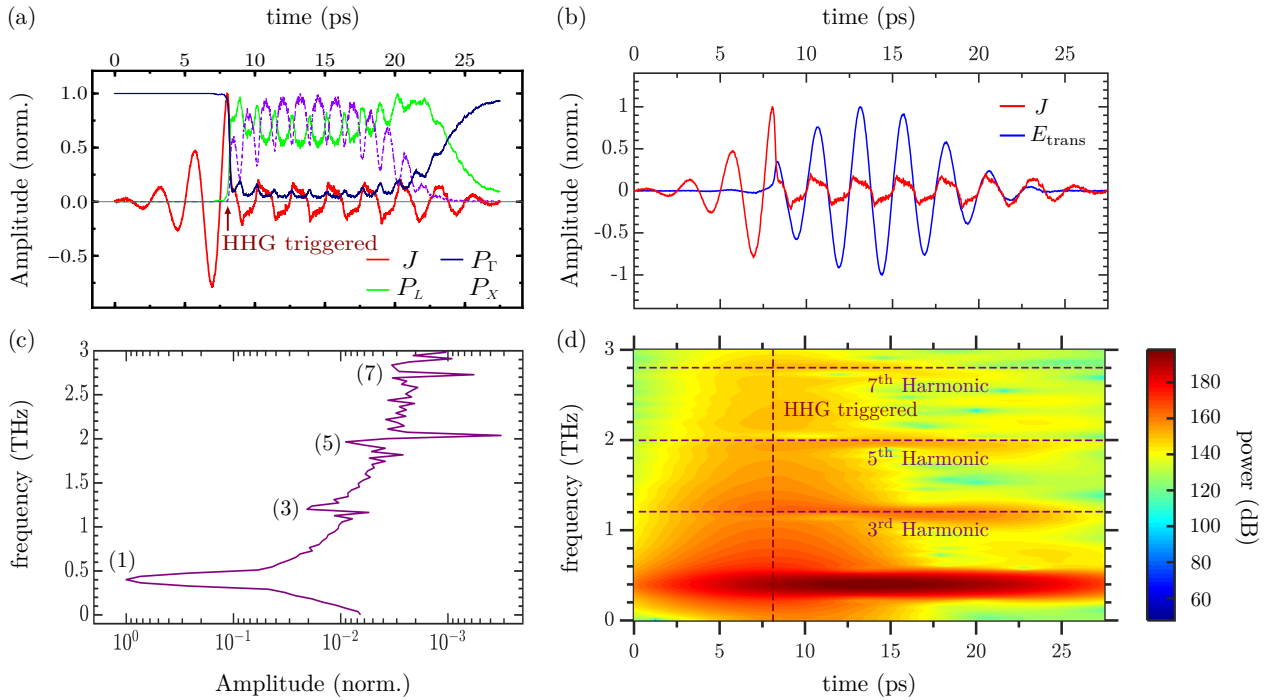 (a)
time (ps)
0 5 10 15 20 25
Amplitude (norm.)
1.0
0.5
0.0
−0.5
HHG triggered
J
P_Γ
P_L
P_X
(b)
time (ps)
0 5 10 15 20 25
Amplitude (norm.)
1
0.5
0
-0.5
-1
J
E_trans
(c)
frequency (THz)
3
2.5
2
1.5
1
0.5
0
(7)
(5)
(3)
(1)
10^0 10^−1 10^−2 10^−3
Amplitude (norm.)
(d)
frequency (THz)
3
2
1
0
7th Harmonic
HHG triggered
5th Harmonic
3rd Harmonic
0 5 10 15 20 25
time (ps)
180
160
140
120
100
80
60
power (dB)